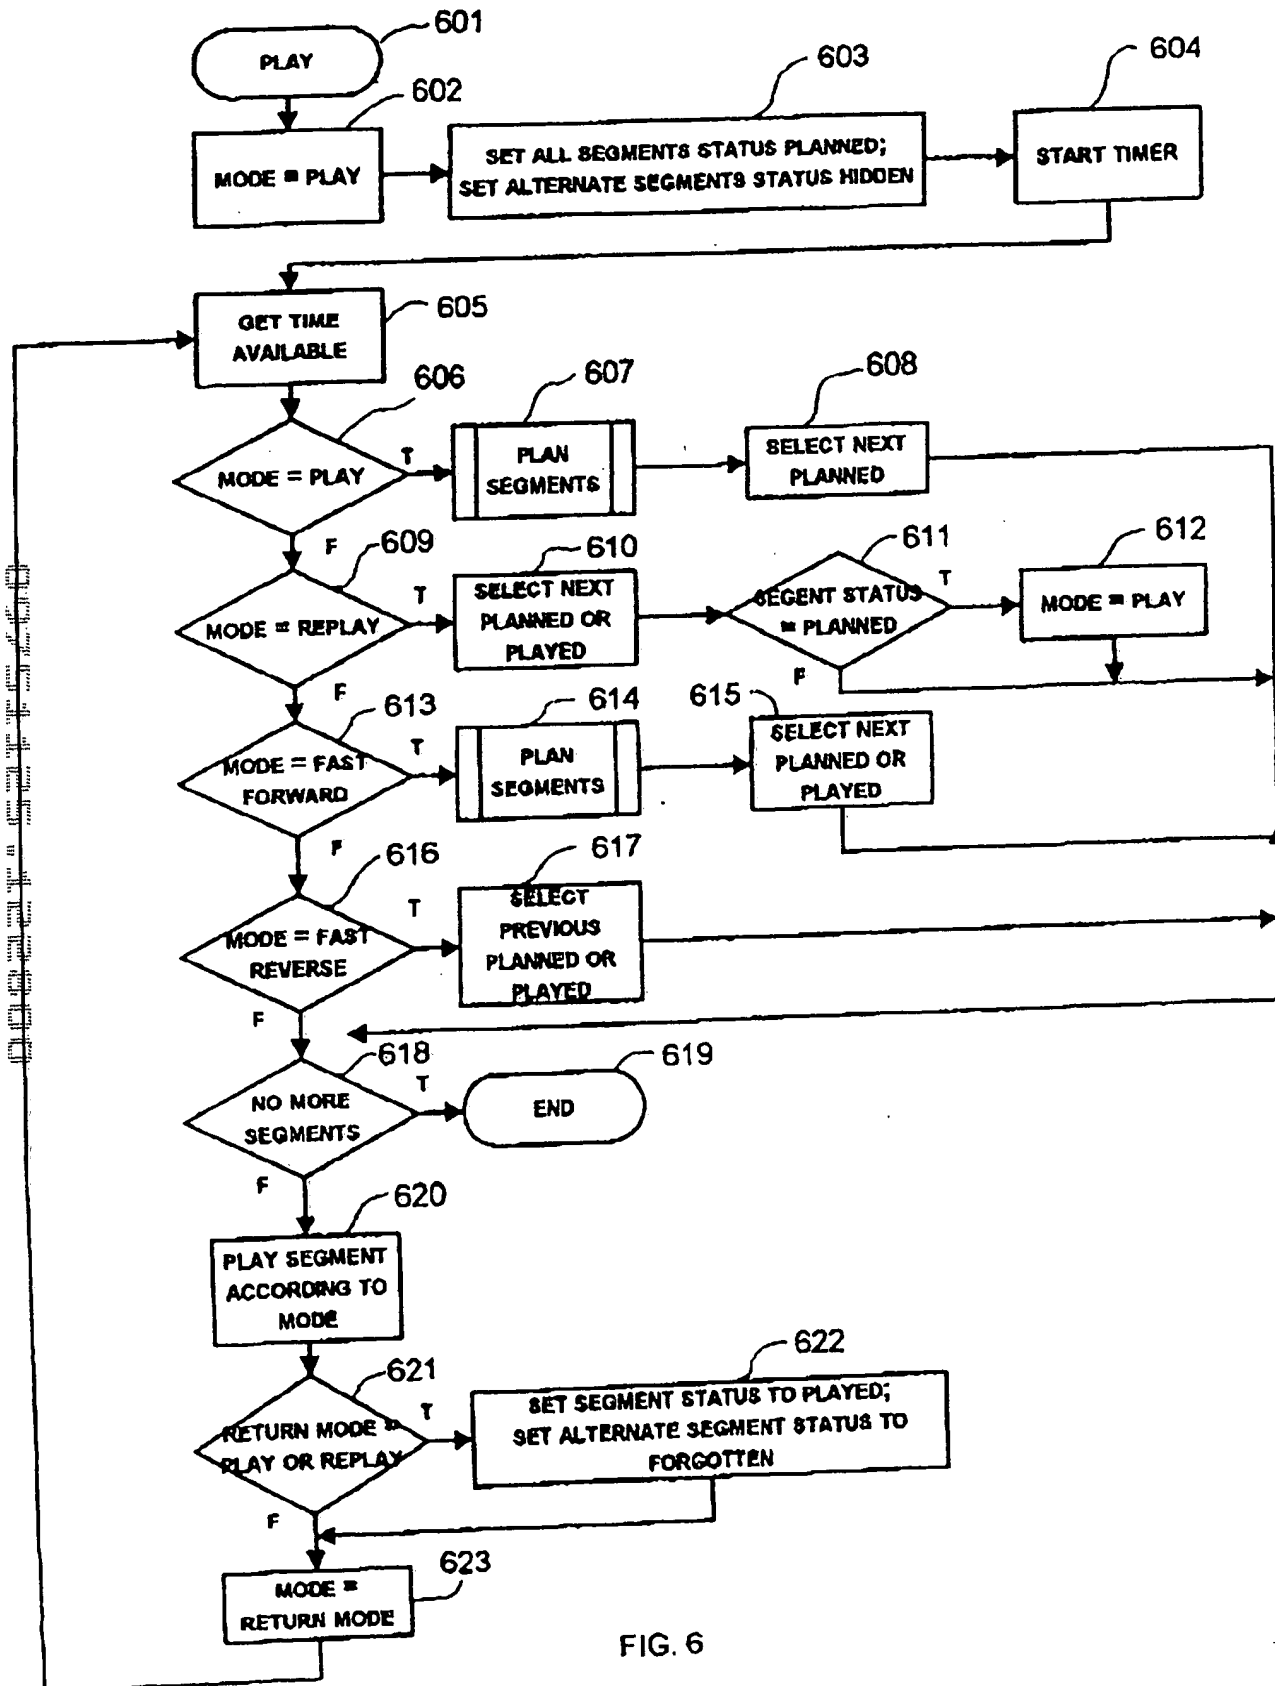 601
PLAY
602
603
604
MODE = PLAY
SET ALL SEGMENTS STATUS PLANNED;
SET ALTERNATE SEGMENTS STATUS HIDDEN
START TIMER
605
GET TIME
AVAILABLE
606
607
608
MODE = PLAY
T
PLAN
SEGMENTS
SELECT NEXT
PLANNED
F
609
610
611
612
MODE = REPLAY
T
SELECT NEXT
PLANNED OR
PLAYED
SEGENT STATUS
= PLANNED
T
MODE = PLAY
F
F
613
614
615
MODE = FAST
FORWARD
T
PLAN
SEGMENTS
SELECT NEXT
PLANNED OR
PLAYED
F
616
617
MODE = FAST
REVERSE
T
SELECT
PREVIOUS
PLANNED OR
PLAYED
F
618
619
NO MORE
SEGMENTS
T
END
F
620
PLAY SEGMENT
ACCORDING TO
MODE
621
622
RETURN MODE =
PLAY OR REPLAY
T
SET SEGMENT STATUS TO PLAYED;
SET ALTERNATE SEGMENT STATUS TO
FORGOTTEN
F
623
MODE =
RETURN MODE
FIG. 6